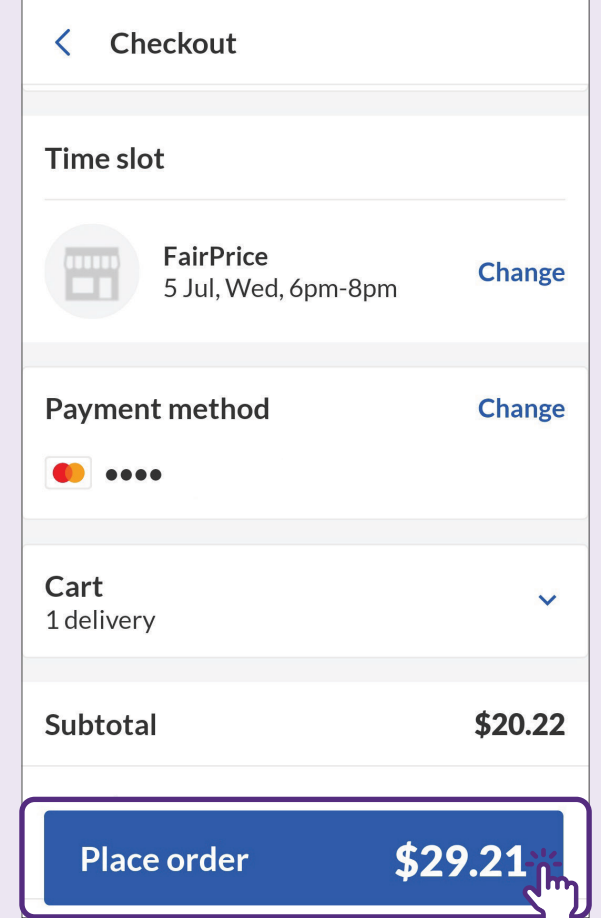 Checkout
Time slot
FairPrice
5 Jul, Wed, 6pm-8pm
Change
Payment method
Change
••••
Cart
1 delivery
Subtotal
$20.22
Place order
$29.21